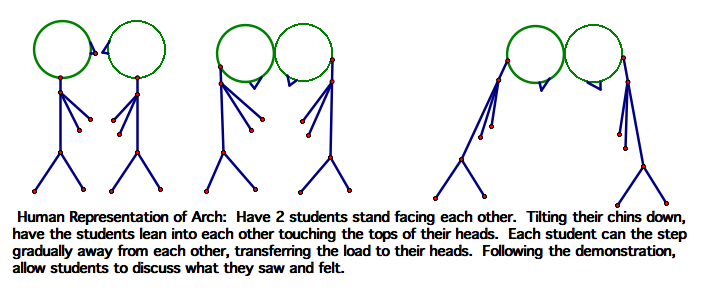 Human Representation of Arch:  Have 2 students stand facing each other.  Tilting their chins down,
have the students lean into each other touching the tops of their heads.  Each student can the step
gradually away from each other, transferring the load to their heads.  Following the demonstration,
allow students to discuss what they saw and felt.